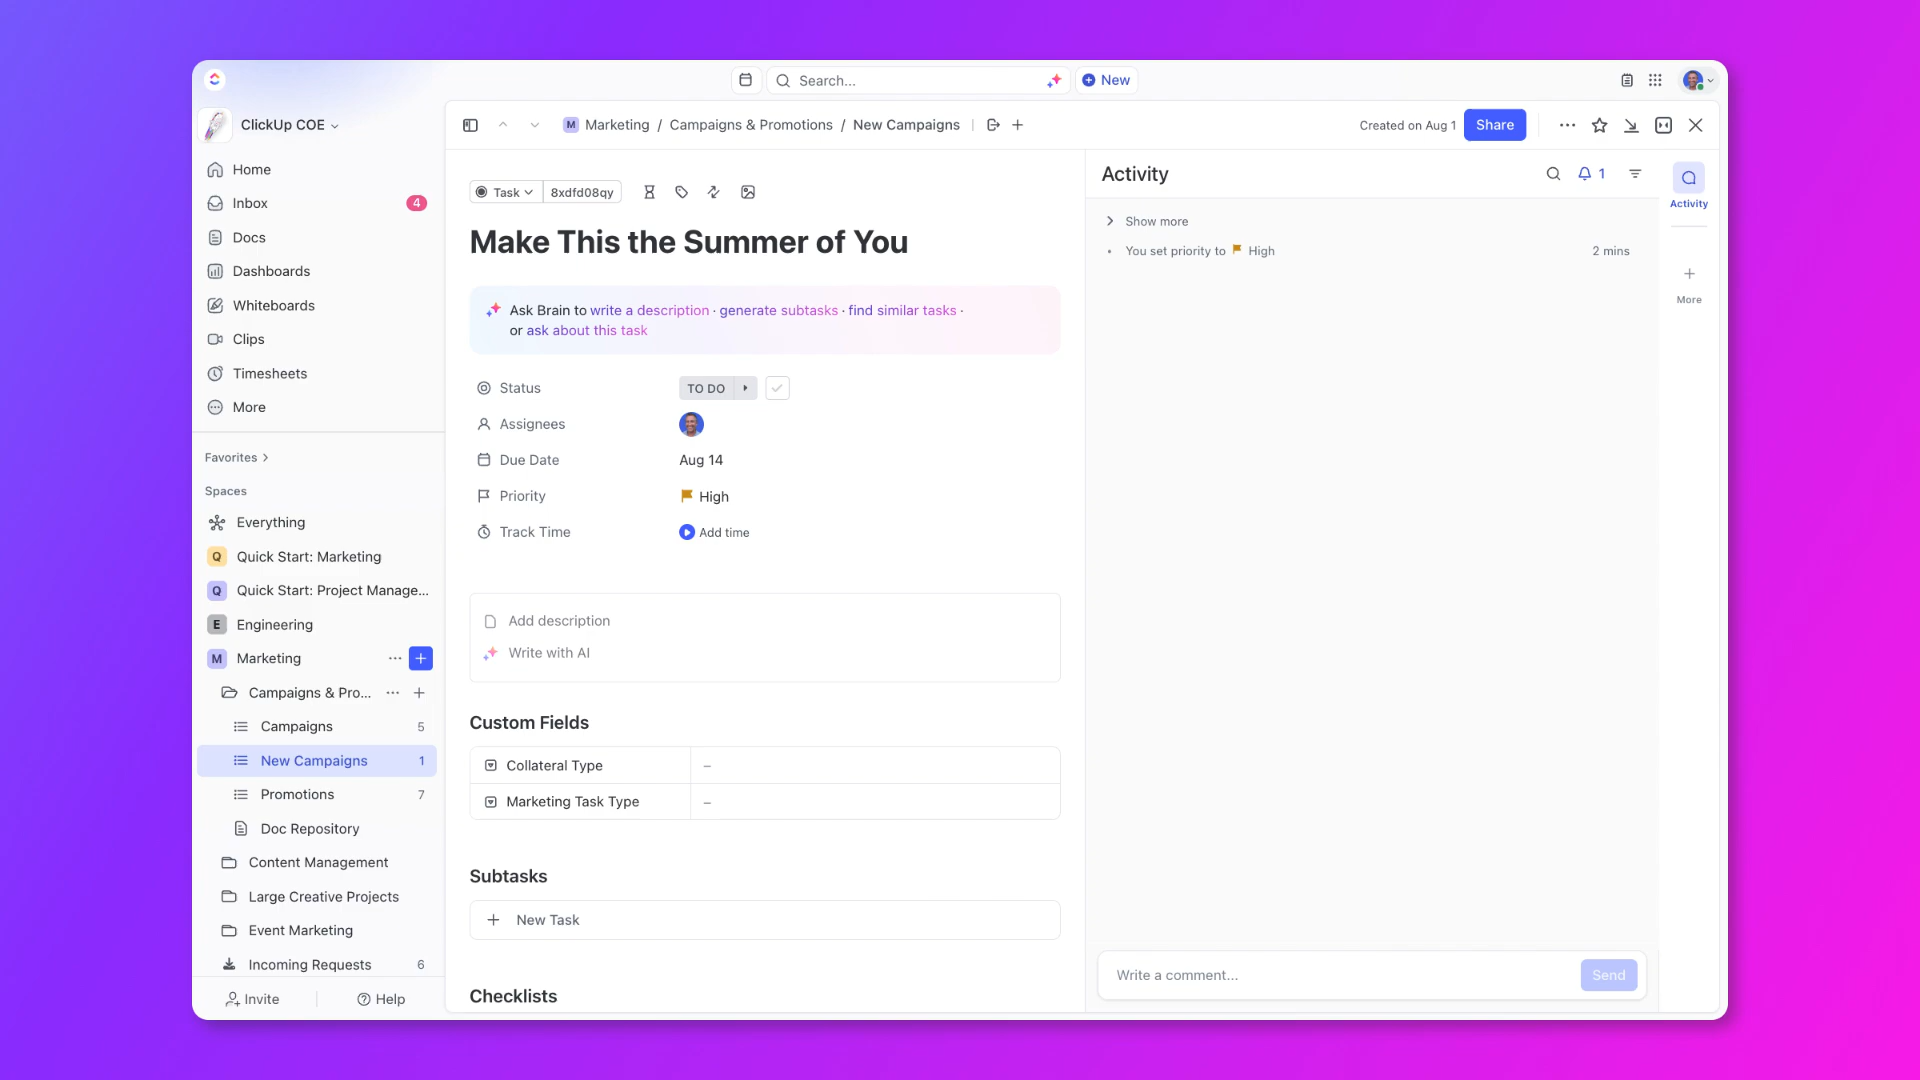 Search...
New
ClickUp COE
Home
Inbox
4
Docs
Dashboards
Whiteboards
Clips
Timesheets
More
Favorites
Spaces
Everything
Q
Quick Start: Marketing
Q
Quick Start: Project Manage...
E
Engineering
M
Marketing
Campaigns & Pro...
Campaigns
5
New Campaigns
1
Promotions
7
Doc Repository
Content Management
Large Creative Projects
Event Marketing
Incoming Requests
6
Invite
Help
M Marketing / Campaigns & Promotions / New Campaigns
Created on Aug 1
Share
Task
8xdfd08qy
Make This the Summer of You
Ask Brain to write a description · generate subtasks · find similar tasks ·
or ask about this task
Status
TO DO
Assignees
Due Date
Aug 14
Priority
High
Track Time
Add time
Add description
Write with AI
Custom Fields
Collateral Type
–
Marketing Task Type
–
Subtasks
New Task
Checklists
Activity
1
Show more
• You set priority to High
2 mins
Write a comment...
Send
Activity
More